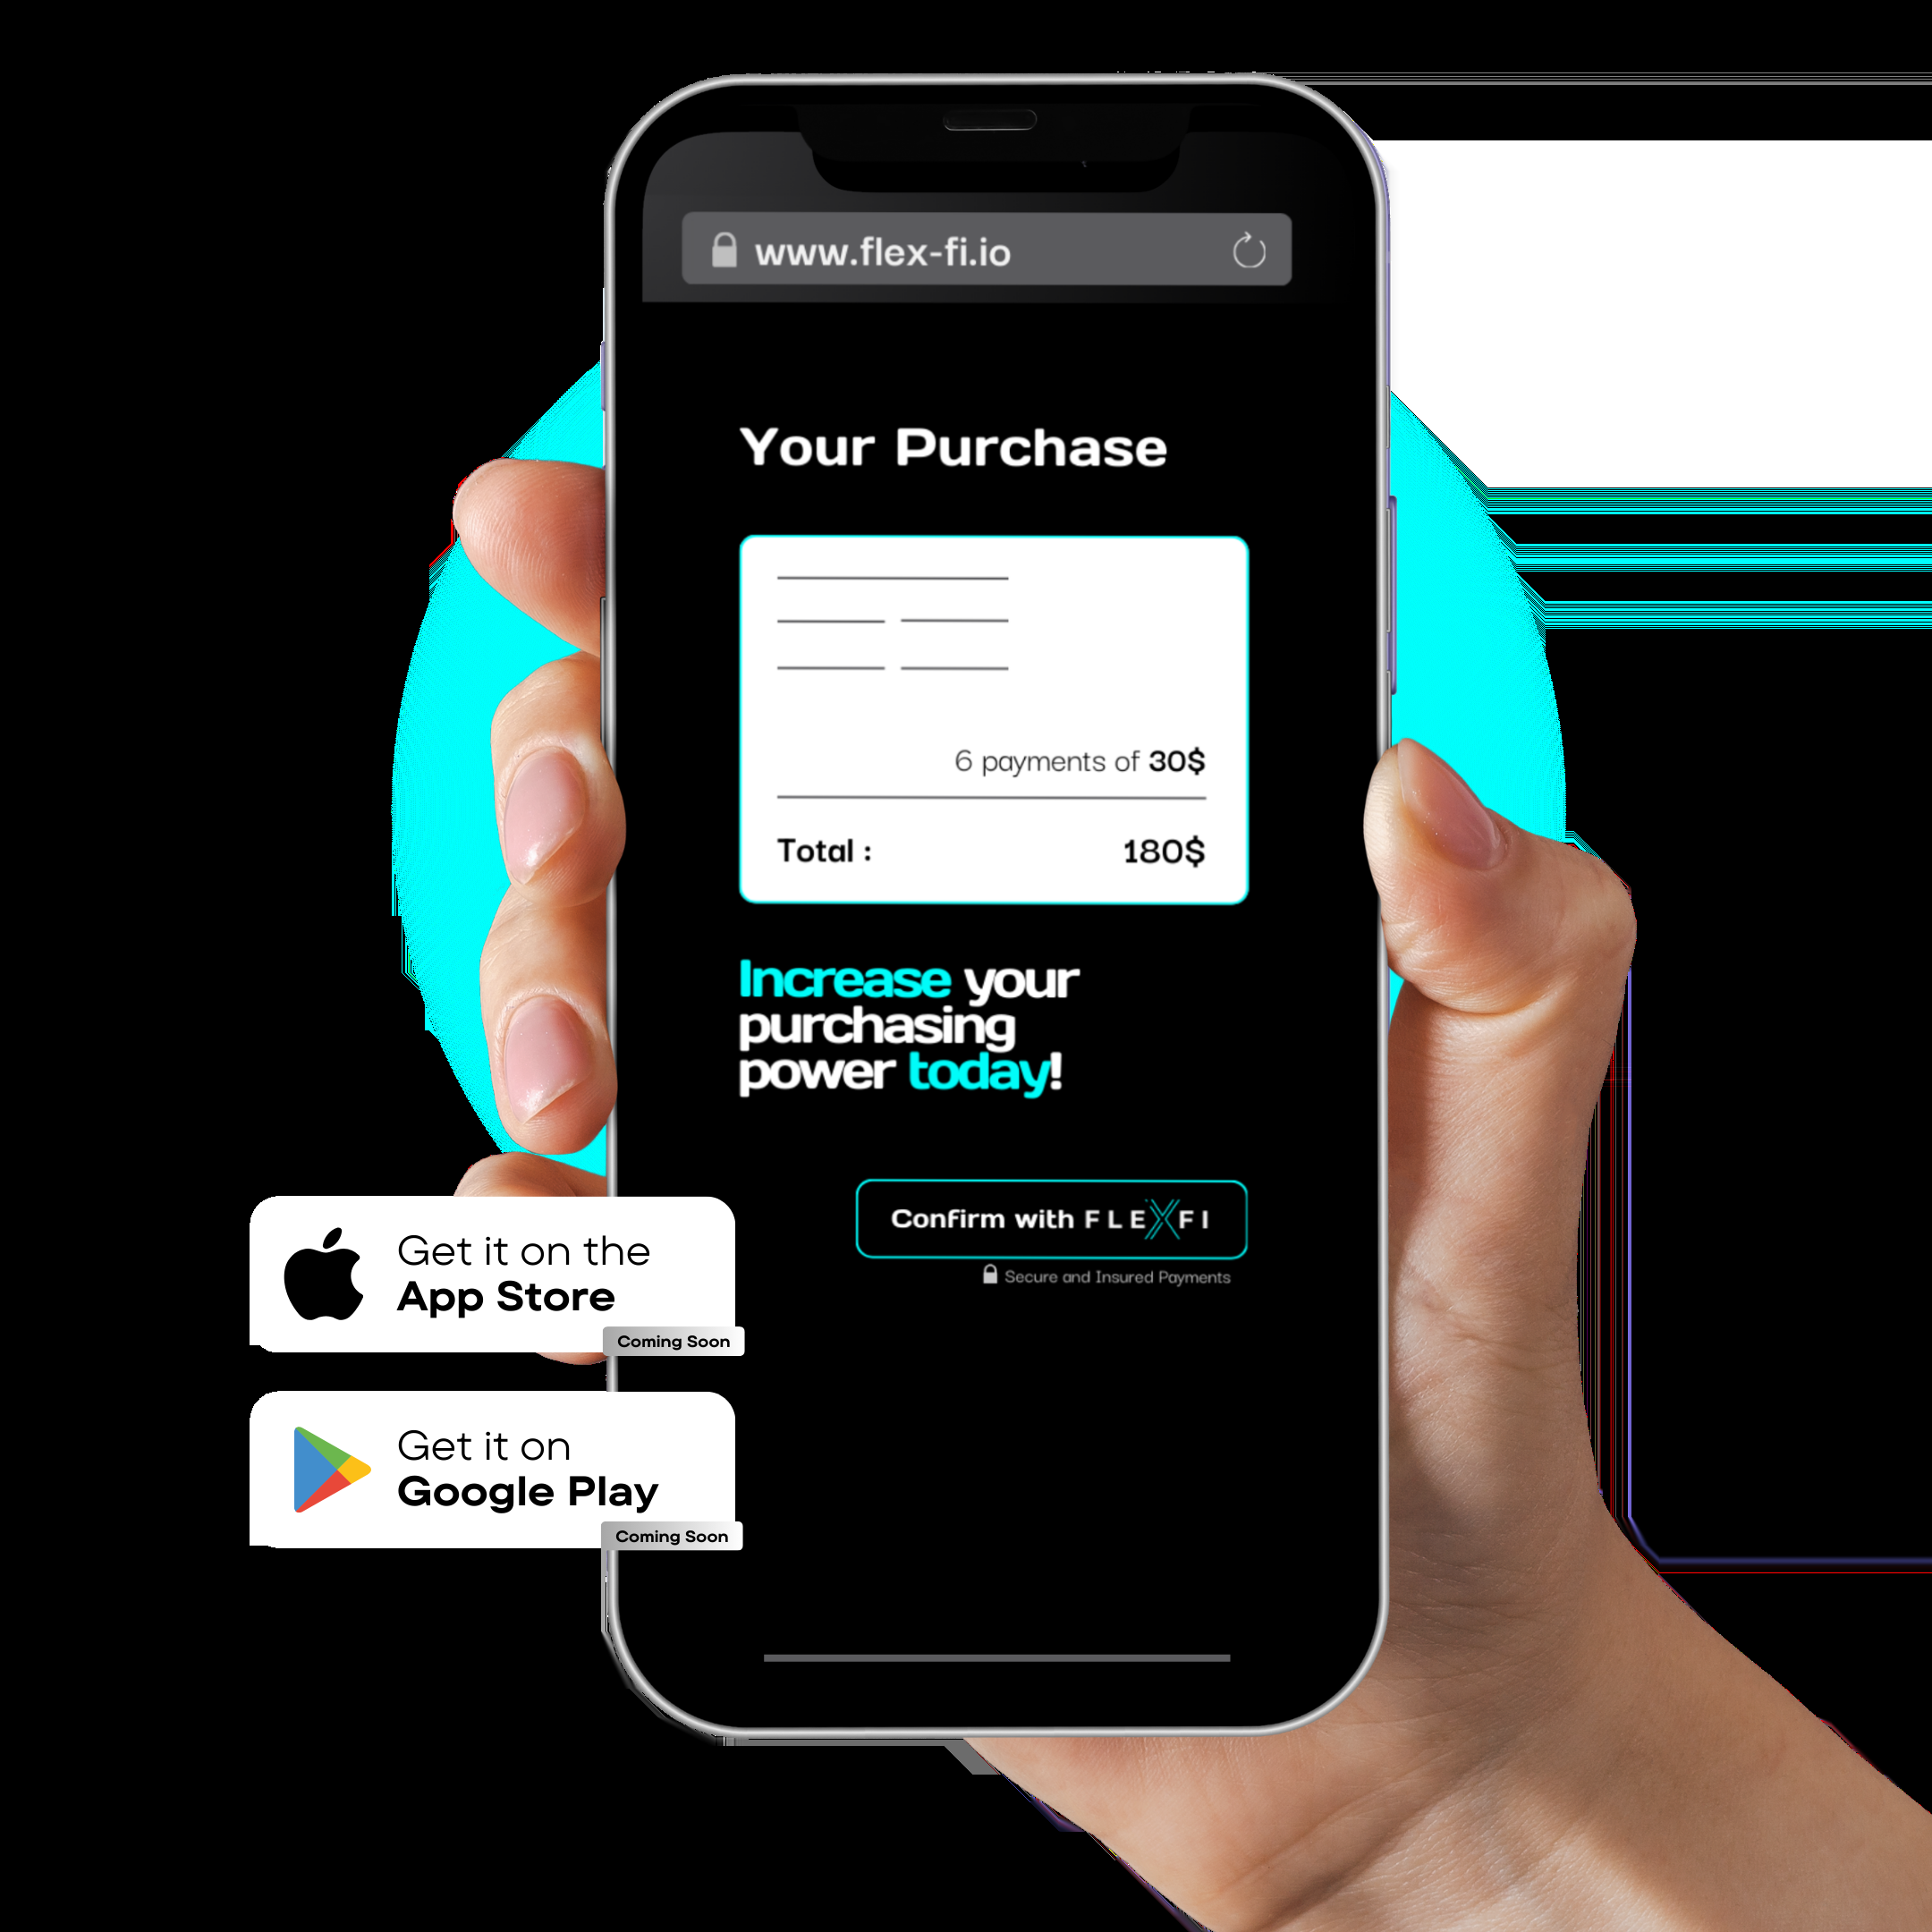 www.flex-fi.io
Your Purchase
6 payments of 30$
Total : 180$
Increase your
purchasing
power today!
Confirm with FLEXFI
Secure and Insured Payments
Get it on the
App Store
Coming Soon
Get it on
Google Play
Coming Soon